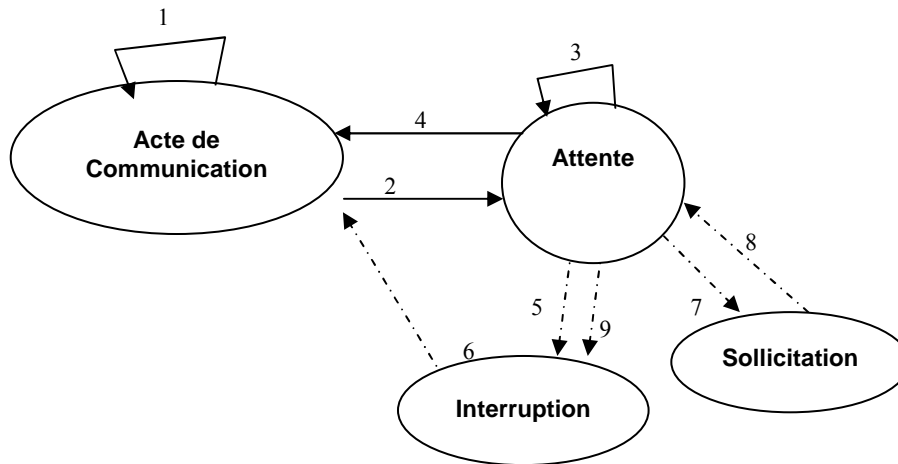 1
3
4
Acte de
Communication
Attente
2
8
5
9
7
6
Sollicitation
Interruption